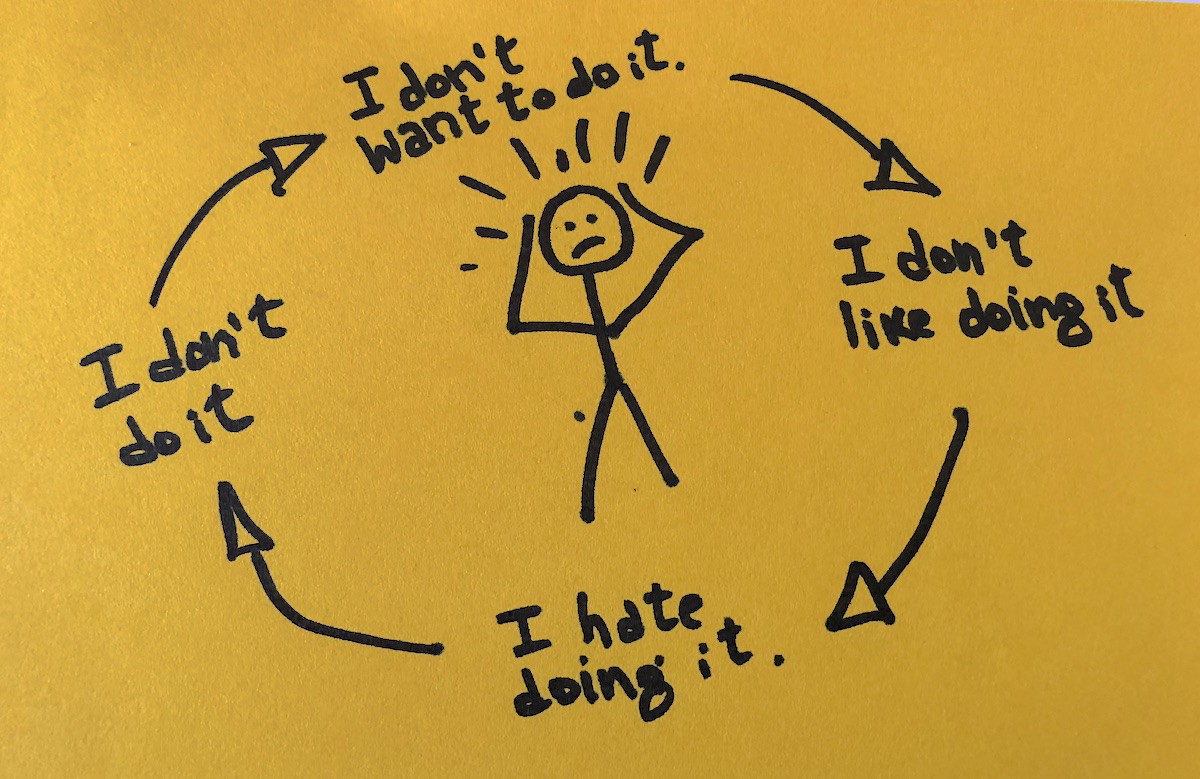 I don't
want to do it.
I don't
like doing it
I hate
doing it.
I don't
do it